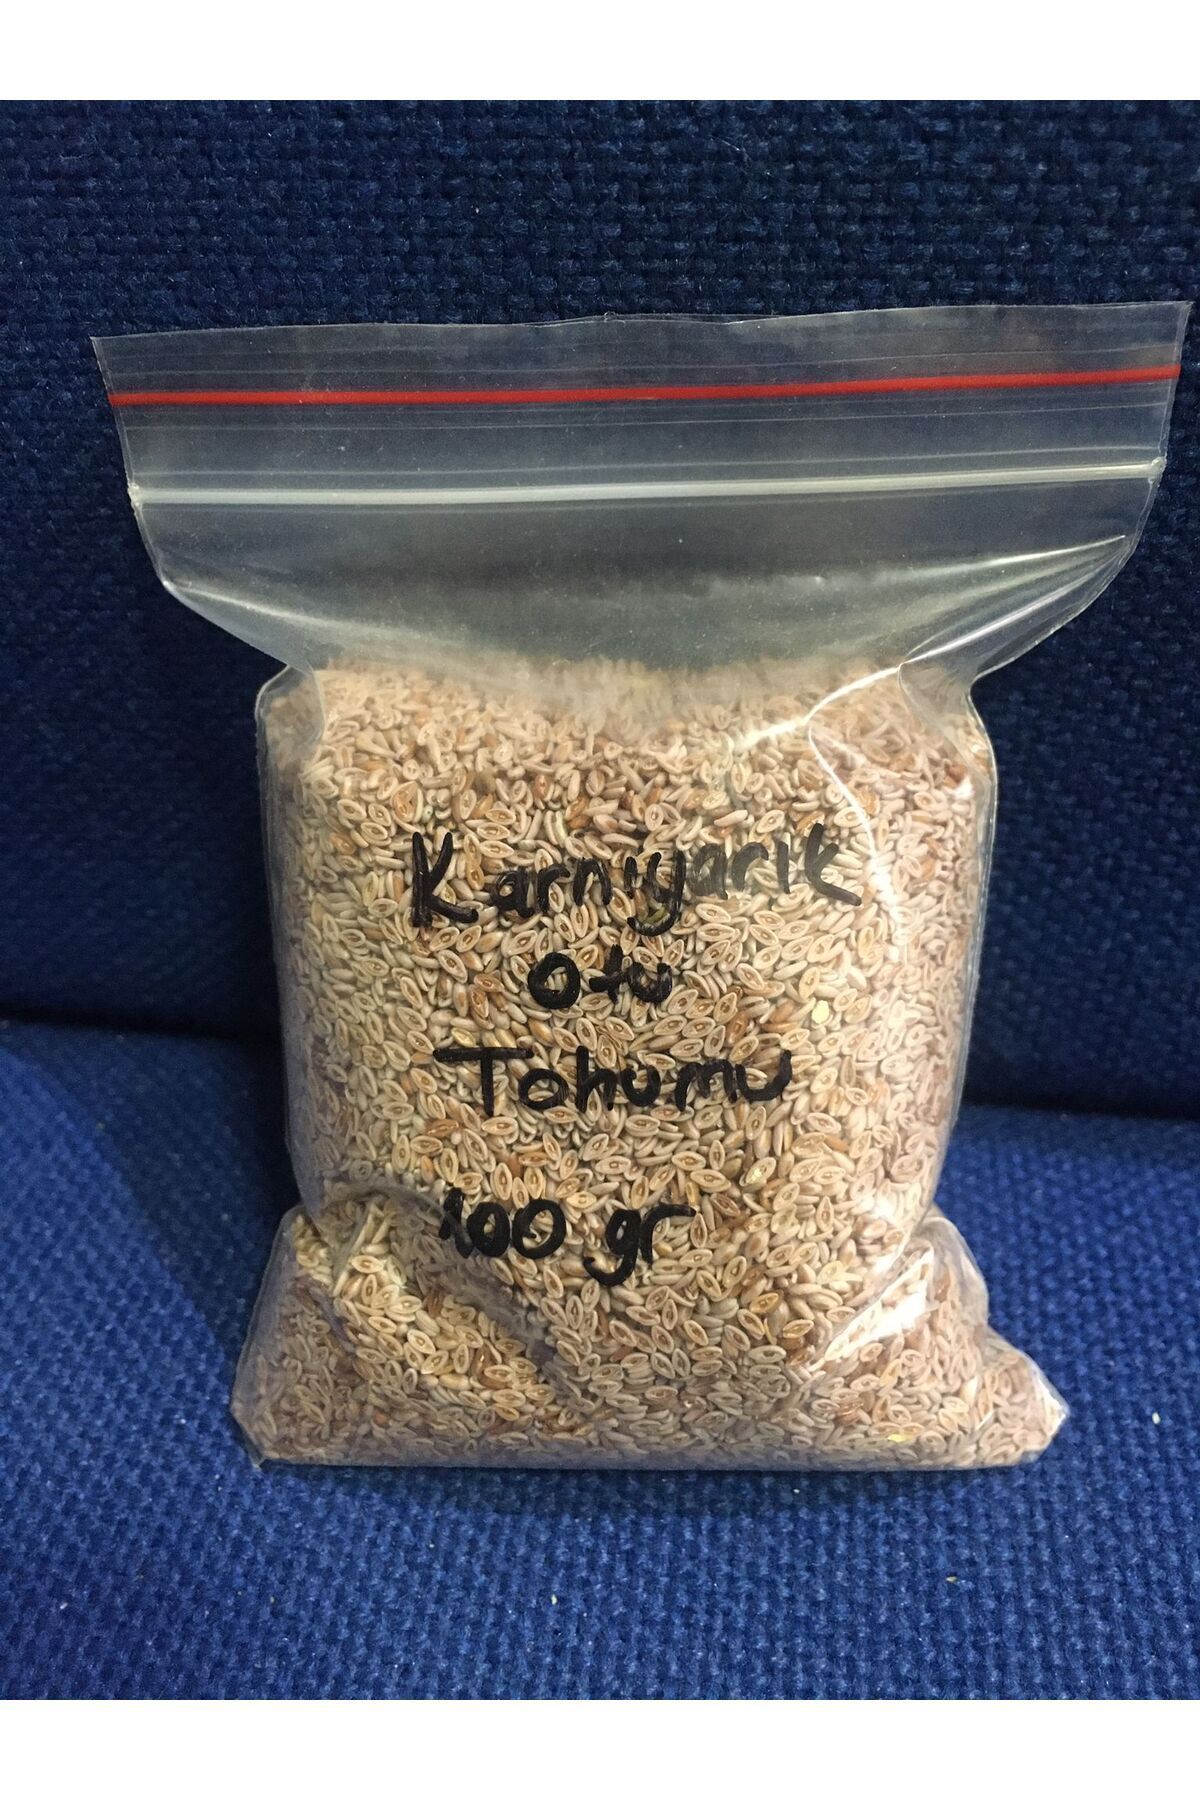 Karnıyarık
otu
Tohumu
100 gr